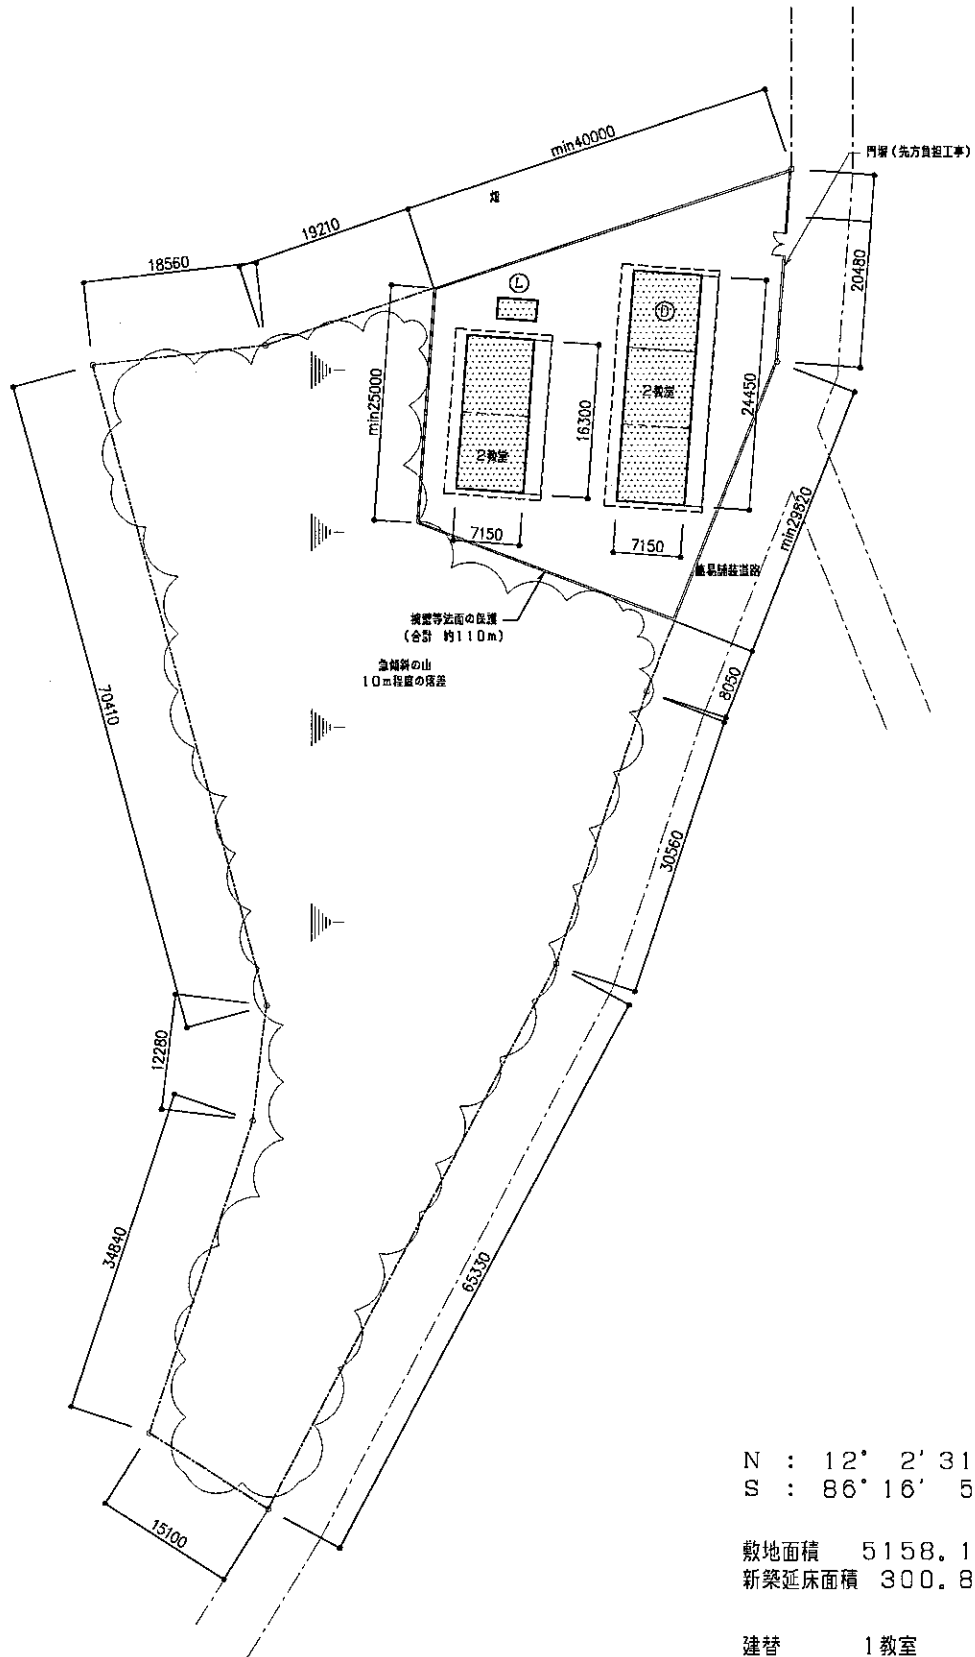 min40000
門塀（先方負担工事）
畑
19210
18560
20480
Ⓛ
Ⓓ
min25000
2教室
24450
16300
2教室
min29820
7150
7150
簡易舗装道路
擁壁等法面の保護
（合計 約110m）
急傾斜の山
10m程度の落差
8050
70410
30560
12280
34840
65330
15100
N : 12° 2' 31
S : 86° 16' 5
敷地面積 5158.1
新築延床面積 300.8
建替 1教室